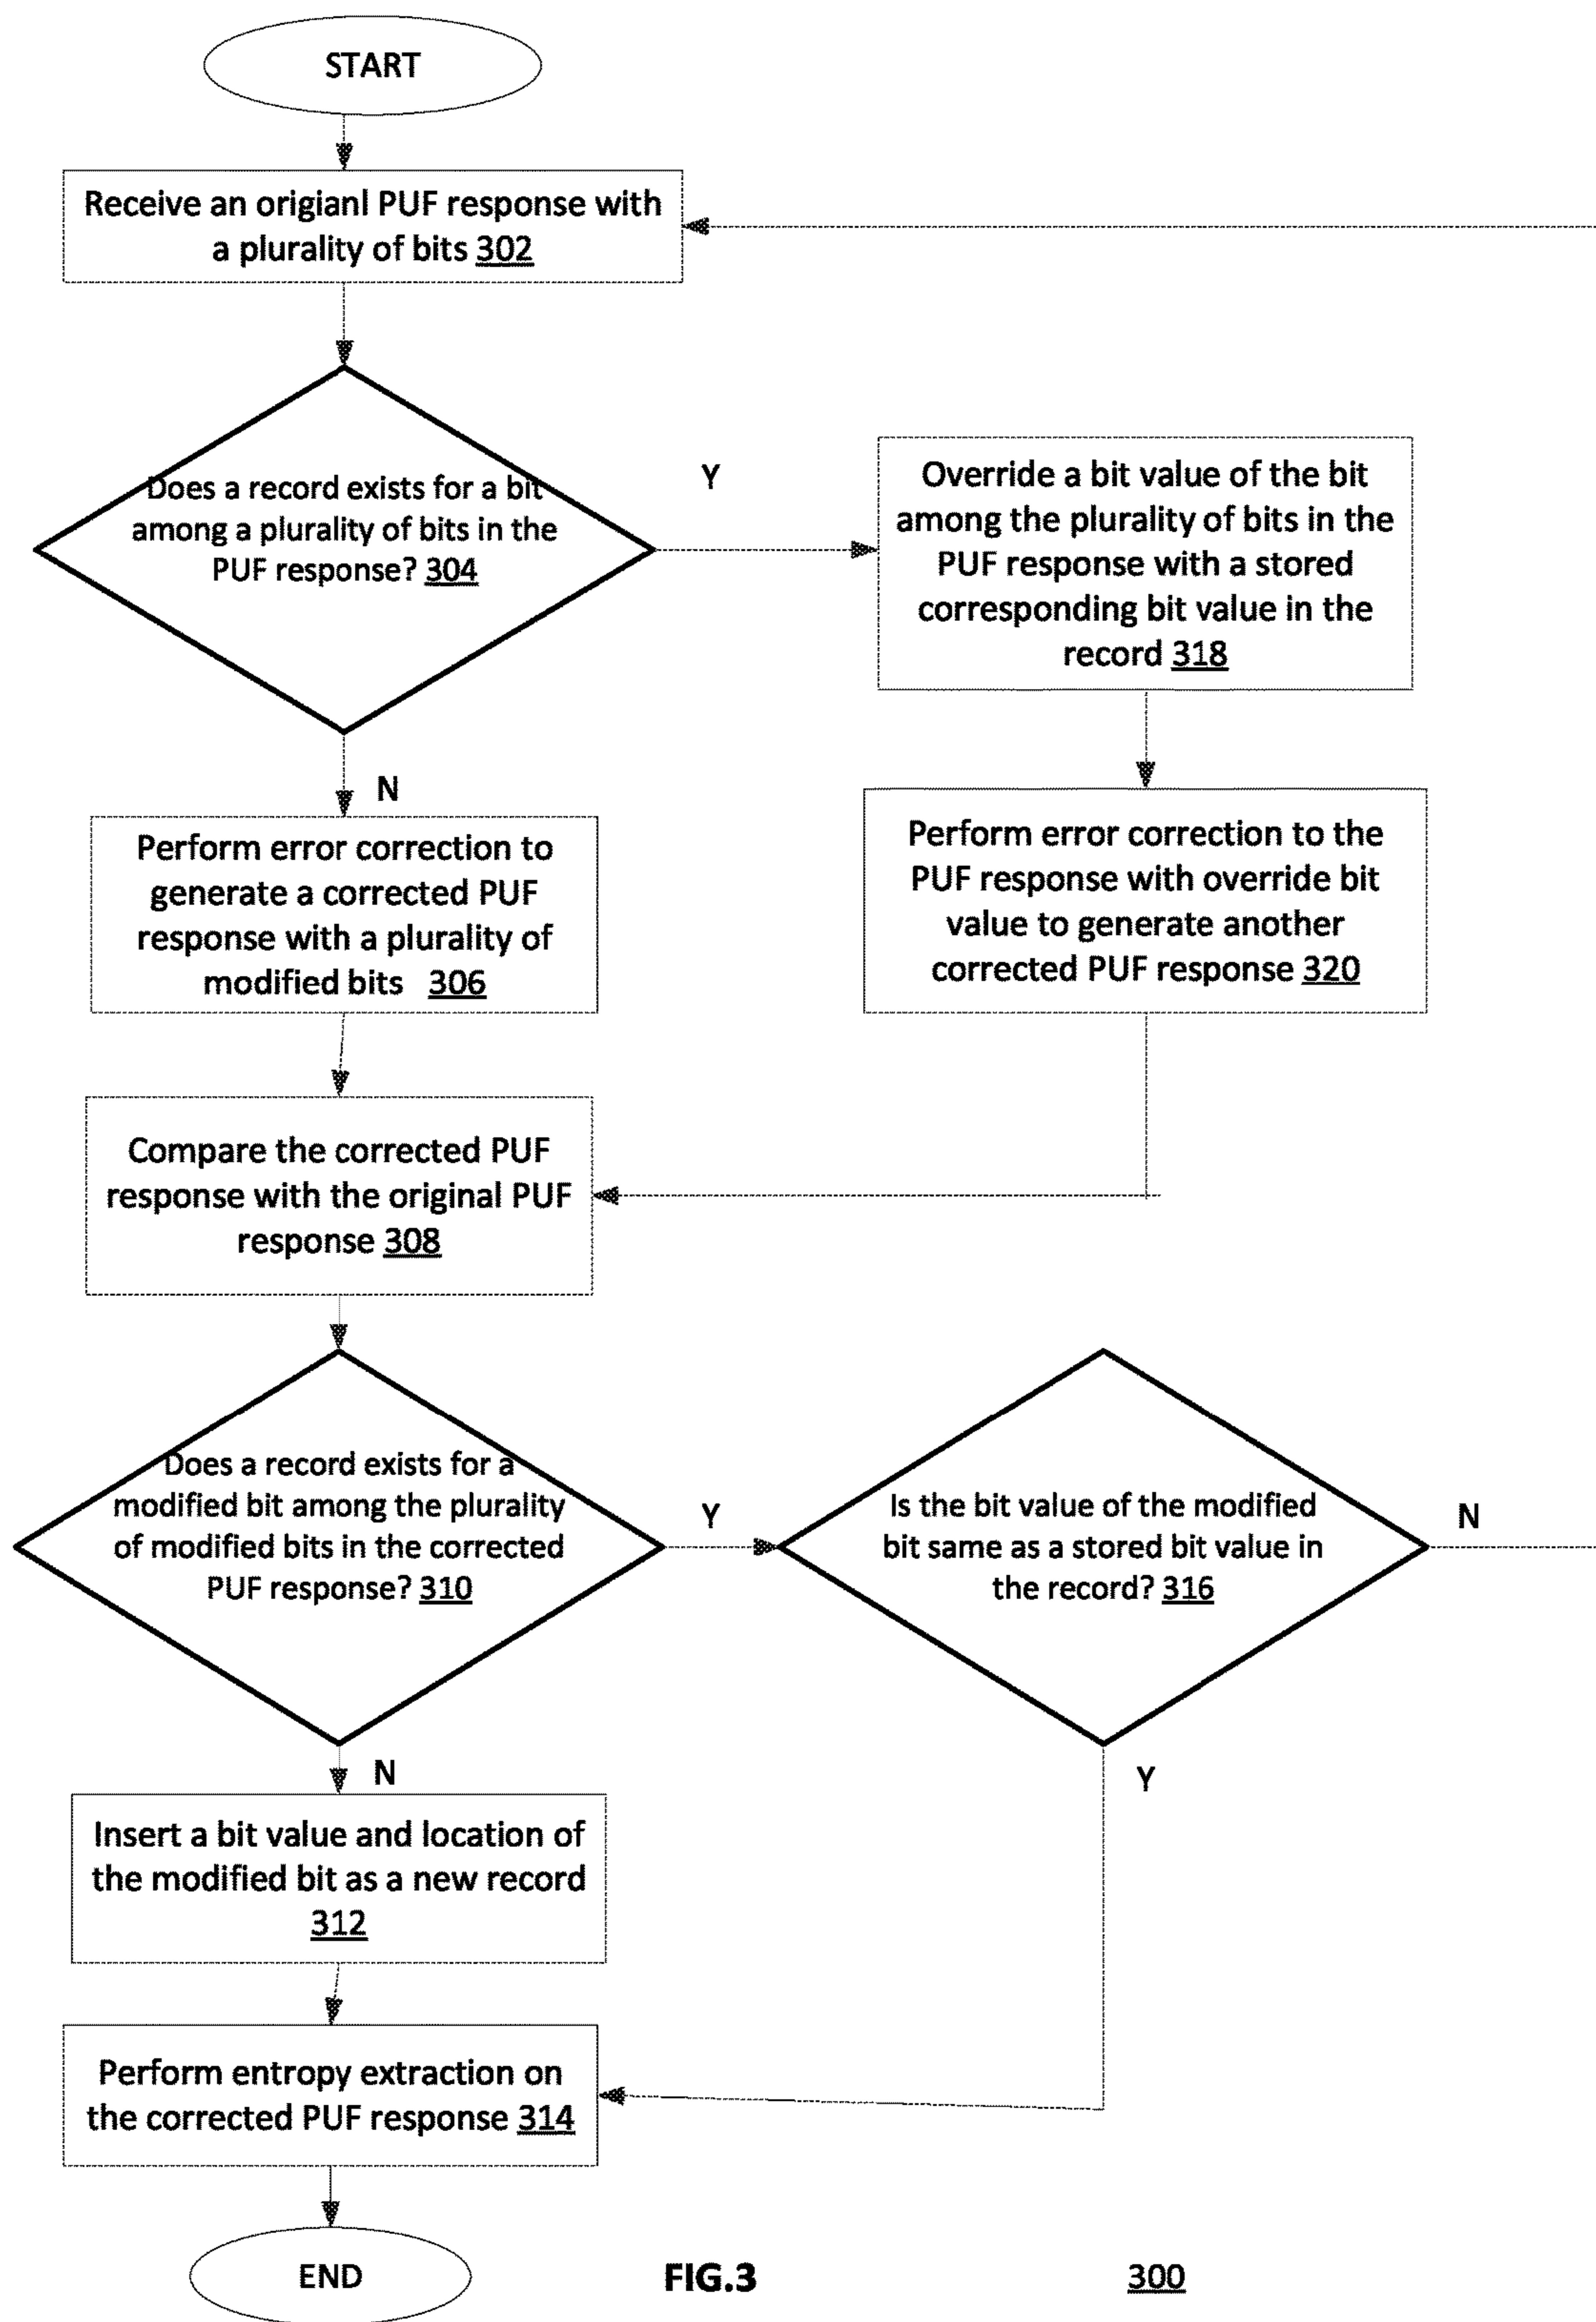 START
Receive an origianl PUF response with
a plurality of bits 302
Does a record exists for a bit
among a plurality of bits in the
PUF response? 304
Y
Override a bit value of the bit
among the plurality of bits in the
PUF response with a stored
corresponding bit value in the
record 318
N
Perform error correction to
generate a corrected PUF
response with a plurality of
modified bits 306
Perform error correction to the
PUF response with override bit
value to generate another
corrected PUF response 320
Compare the corrected PUF
response with the original PUF
response 308
Does a record exists for a
modified bit among the plurality
of modified bits in the corrected
PUF response? 310
Y
Is the bit value of the modified
bit same as a stored bit value in
the record? 316
N
N
Y
Insert a bit value and location of
the modified bit as a new record
312
Perform entropy extraction on
the corrected PUF response 314
END
FIG.3
300